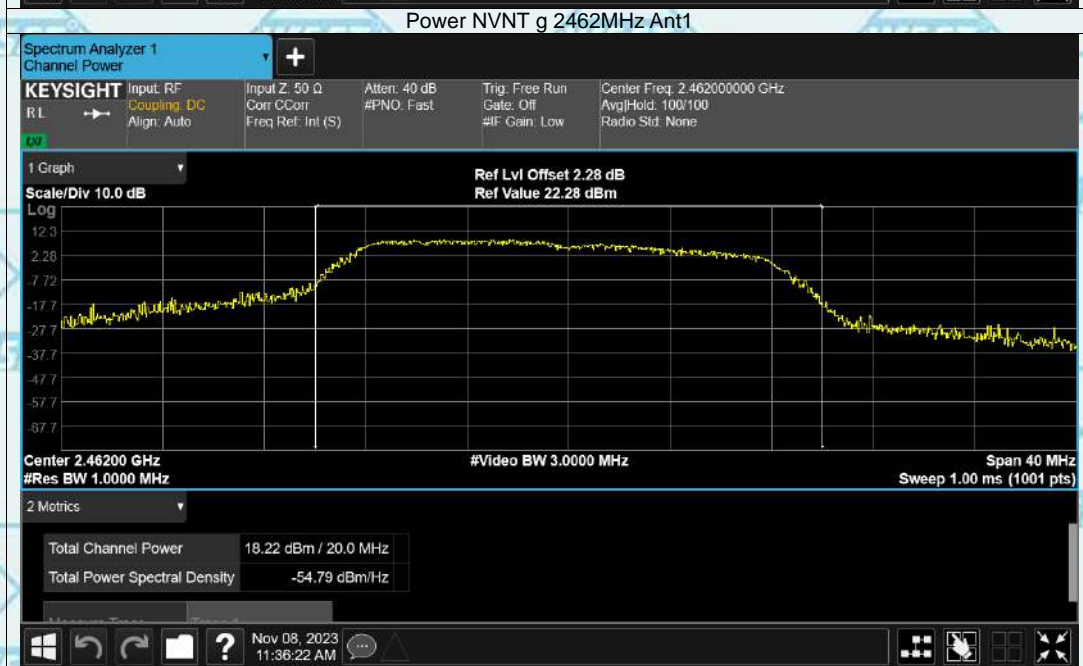 Power NVNT g 2462MHz Ant1
Spectrum Analyzer 1
Channel Power
+
KEYSIGHT
Input: RF
Input Z: 50 Ω
Atten: 40 dB
Trig: Free Run
Center Freq: 2.462000000 GHz
R L
Coupling: DC
Corr CCorr
#PNO: Fast
Gate: Off
Avg|Hold: 100/100
Align: Auto
Freq Ref: Int (S)
#IF Gain: Low
Radio Std: None
LXI
1 Graph
Ref Lvl Offset 2.28 dB
Scale/Div 10.0 dB
Ref Value 22.28 dBm
Log
12.3
2.28
-7.72
-17.7
-27.7
-37.7
-47.7
-57.7
-67.7
Center 2.46200 GHz
#Video BW 3.0000 MHz
Span 40 MHz
#Res BW 1.0000 MHz
Sweep 1.00 ms (1001 pts)
2 Metrics
Total Channel Power 18.22 dBm / 20.0 MHz
Total Power Spectral Density -54.79 dBm/Hz
?
Nov 08, 2023
11:36:22 AM